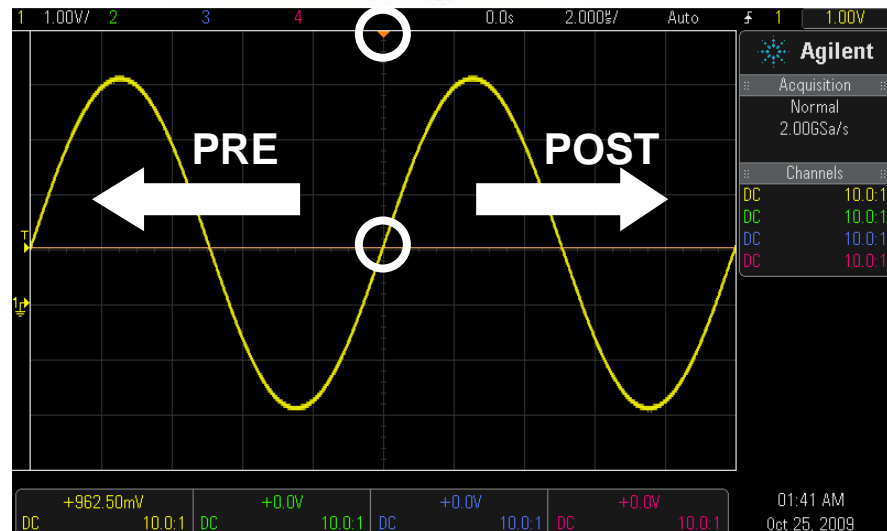 1 1.00V/ 2 3 4 0.0s 2.000s/ Auto 1 1.00V
Agilent
Acquisition
Normal
2.00GSa/s
Channels
DC 10.0:1
DC 10.0:1
DC 10.0:1
DC 10.0:1
PRE POST
T
1
+962.50mV +0.0V +0.0V +0.0V
DC 10.0:1 DC 10.0:1 DC 10.0:1 DC 10.0:1
01:41 AM
Oct 25, 2009